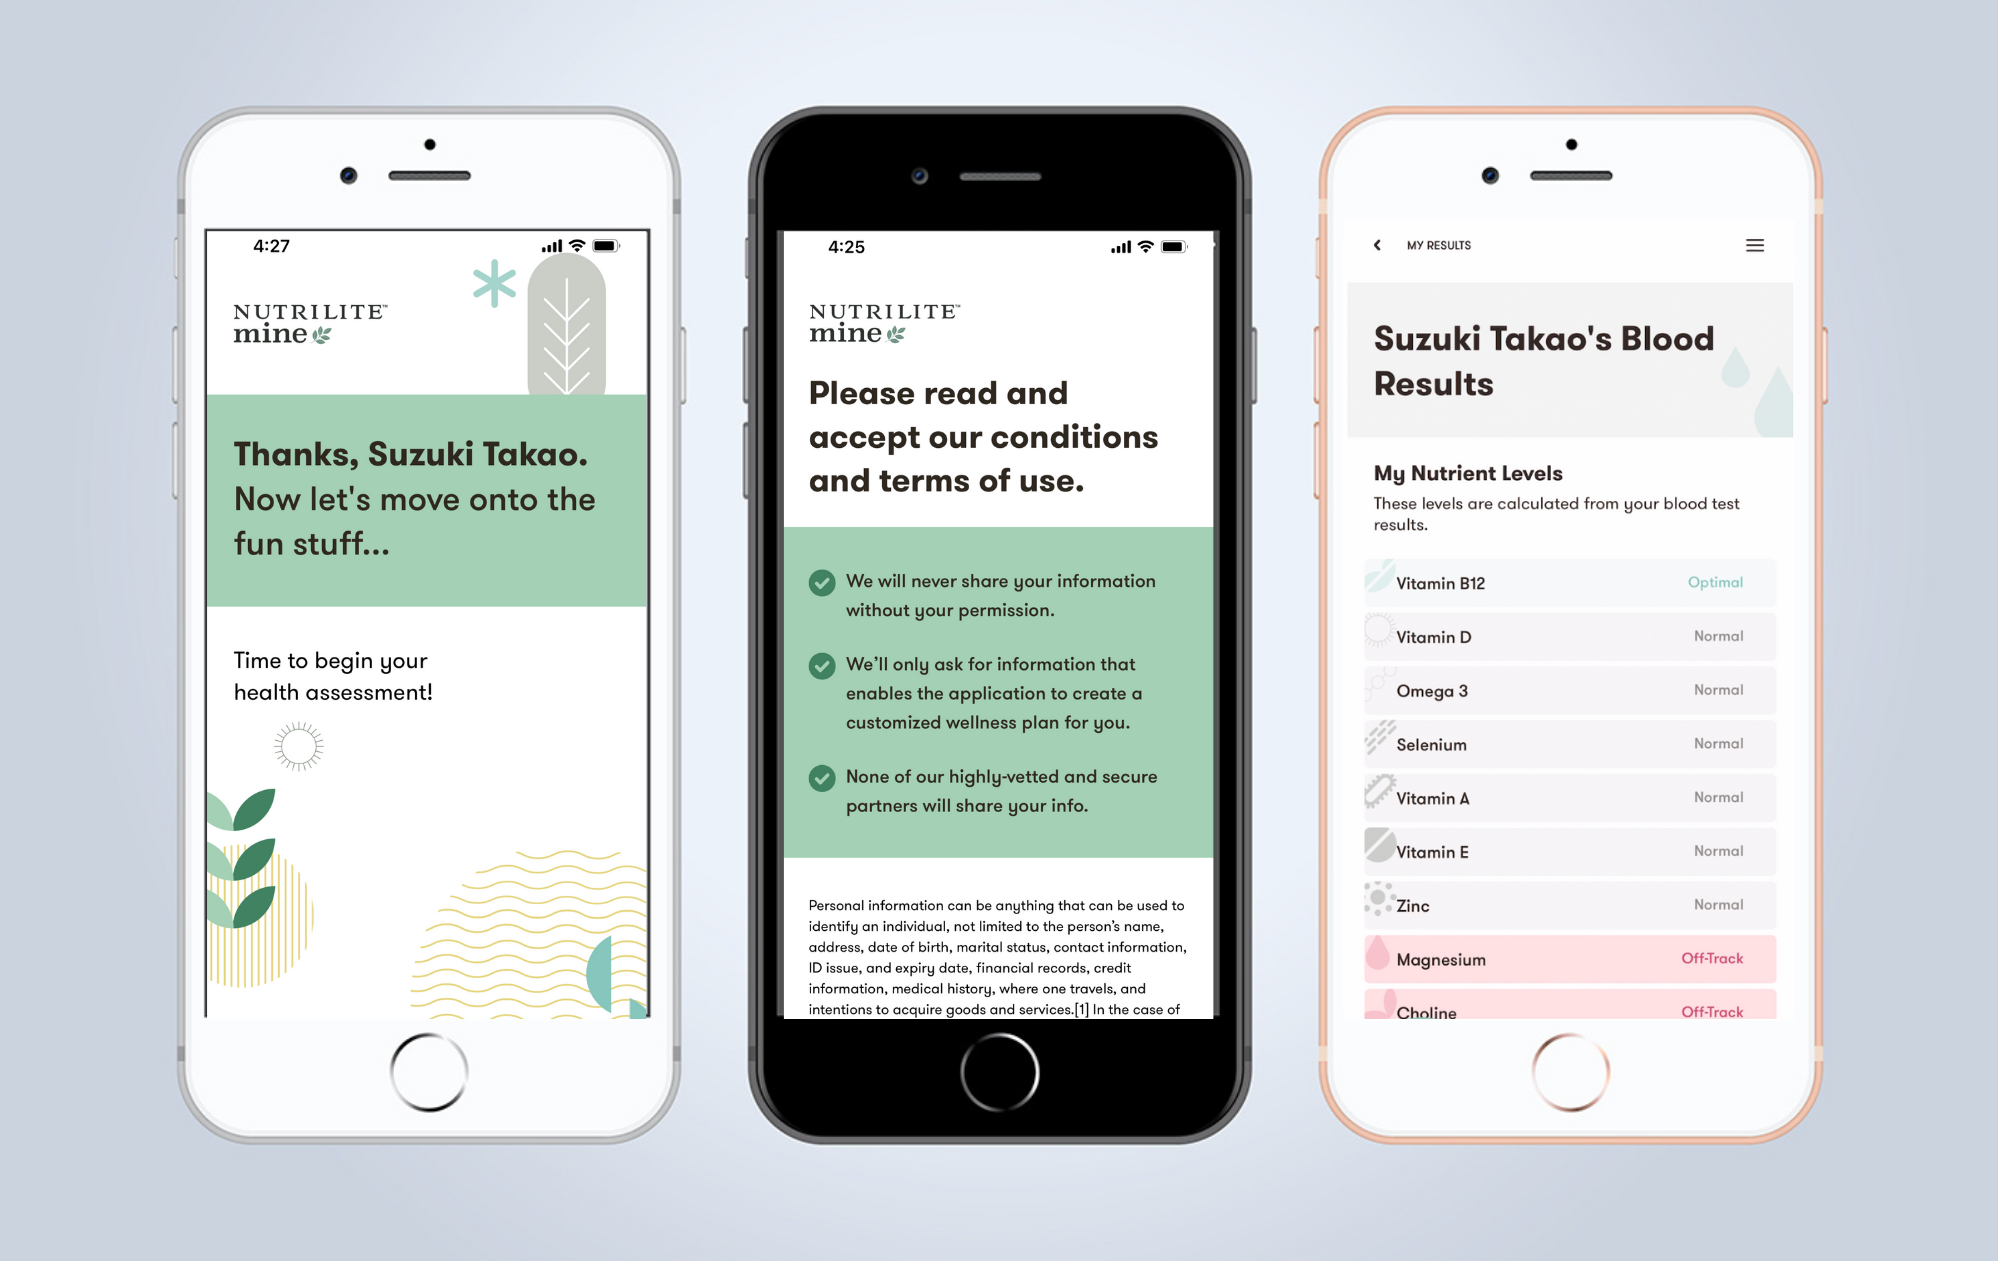 4:27
NUTRILITE™
mine
Thanks, Suzuki Takao.
Now let's move onto the
fun stuff...
Time to begin your
health assessment!
4:25
NUTRILITE™
mine
Please read and
accept our conditions
and terms of use.
We will never share your information
without your permission.
We’ll only ask for information that
enables the application to create a
customized wellness plan for you.
None of our highly-vetted and secure
partners will share your info.
Personal information can be anything that can be used to
identify an individual, not limited to the person’s name,
address, date of birth, marital status, contact information,
ID issue, and expiry date, financial records, credit
information, medical history, where one travels, and
intentions to acquire goods and services.[1] In the case of
MY RESULTS
Suzuki Takao's Blood
Results
My Nutrient Levels
These levels are calculated from your blood test
results.
Vitamin B12 Optimal
Vitamin D Normal
Omega 3 Normal
Selenium Normal
Vitamin A Normal
Vitamin E Normal
Zinc Normal
Magnesium Off-Track
Choline Off-Track